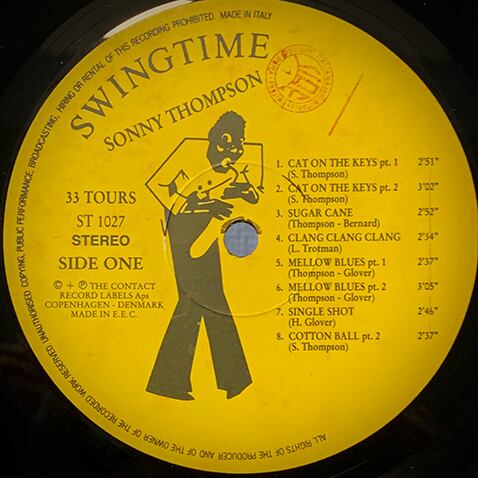 UNAUTHORISED COPYING, PUBLIC PERFORMANCE, BROADCASTING, HIRING OR RENTAL OF THIS RECORDING PROHIBITED. MADE IN ITALY
SWINGTIME
SONNY THOMPSON
33 TOURS
ST 1027
STEREO
SIDE ONE
© + ℗ THE CONTACT
RECORD LABELS Aps
COPENHAGEN - DENMARK
MADE IN E.E.C.
1. CAT ON THE KEYS pt. 1 2'51"
(S. Thompson)
2. CAT ON THE KEYS pt. 2 3'02"
(S. Thompson)
3. SUGAR CANE 2'52"
(Thompson - Bernard)
4. CLANG CLANG CLANG 2'34"
(L. Trotman)
5. MELLOW BLUES pt. 1 2'37"
(Thompson - Glover)
6. MELLOW BLUES pt. 2 3'05"
(Thompson - Glover)
7. SINGLE SHOT 2'46"
(H. Glover)
8. COTTON BALL pt. 2 2'37"
(S. Thompson)
ALL RIGHTS OF THE PRODUCER AND OF THE OWNER OF THE RECORDED WORK RESERVED.